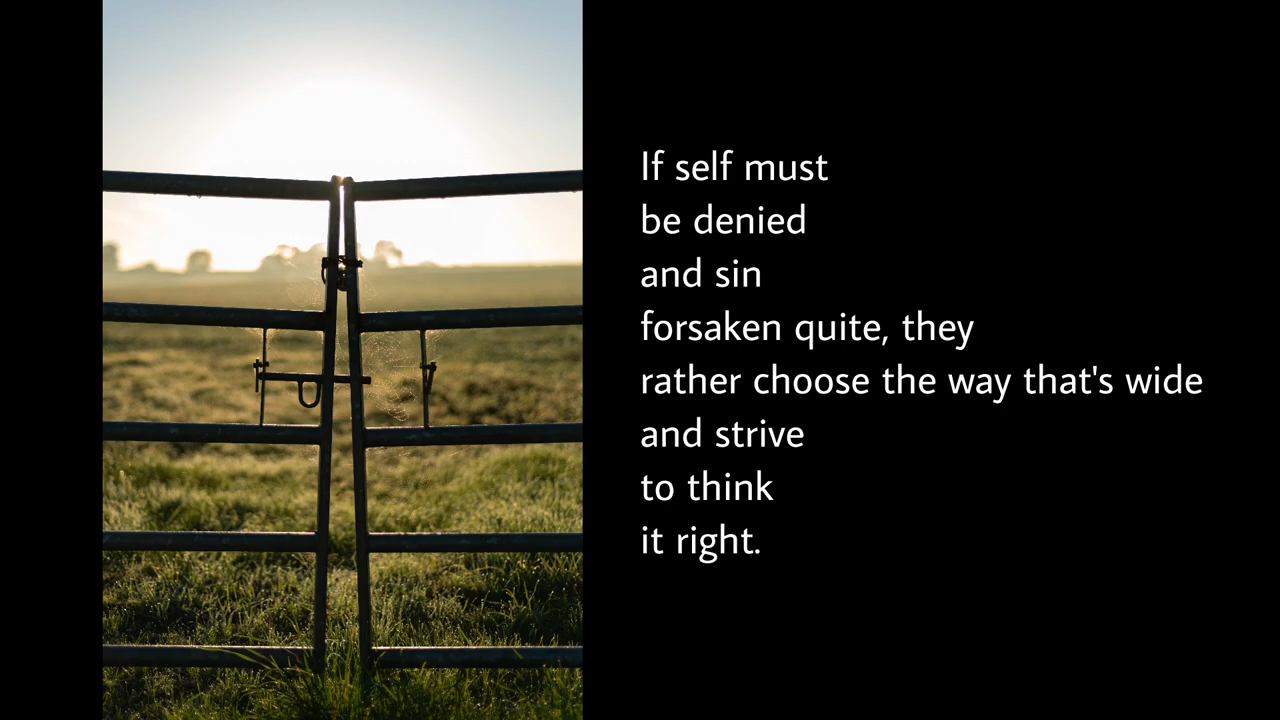 If self must
be denied
and sin
forsaken quite, they
rather choose the way that's wide
and strive
to think
it right.